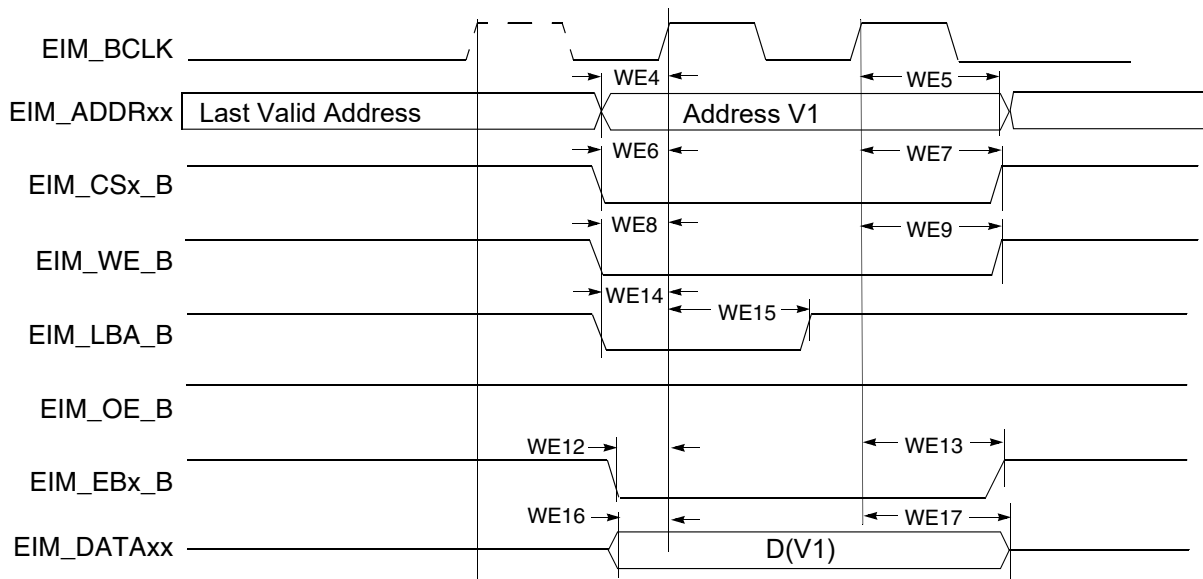 EIM_BCLK
WE4
WE5
EIM_ADDRxx
Last Valid Address
Address V1
WE6
WE7
EIM_CSx_B
WE8
WE9
EIM_WE_B
WE14
WE15
EIM_LBA_B
EIM_OE_B
WE12
WE13
EIM_EBx_B
WE16
WE17
EIM_DATAxx
D(V1)